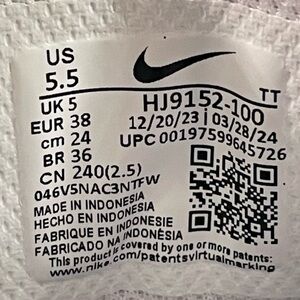 US
5.5
UK 5
EUR 38
cm 24
BR 36
CN 240(2.5)
TT
HJ9152-100
12/20/23 03/28/24
UPC 00197599645726
046V5NAC3NTFW
MADE IN INDONESIA
HECHO EN INDONESIA
FABRIQUE EN INDONESIE
FABRICADO NA INDONÉSIA
This product is covered by one or more patents.
www.nike.com/patentsvirtualmarking